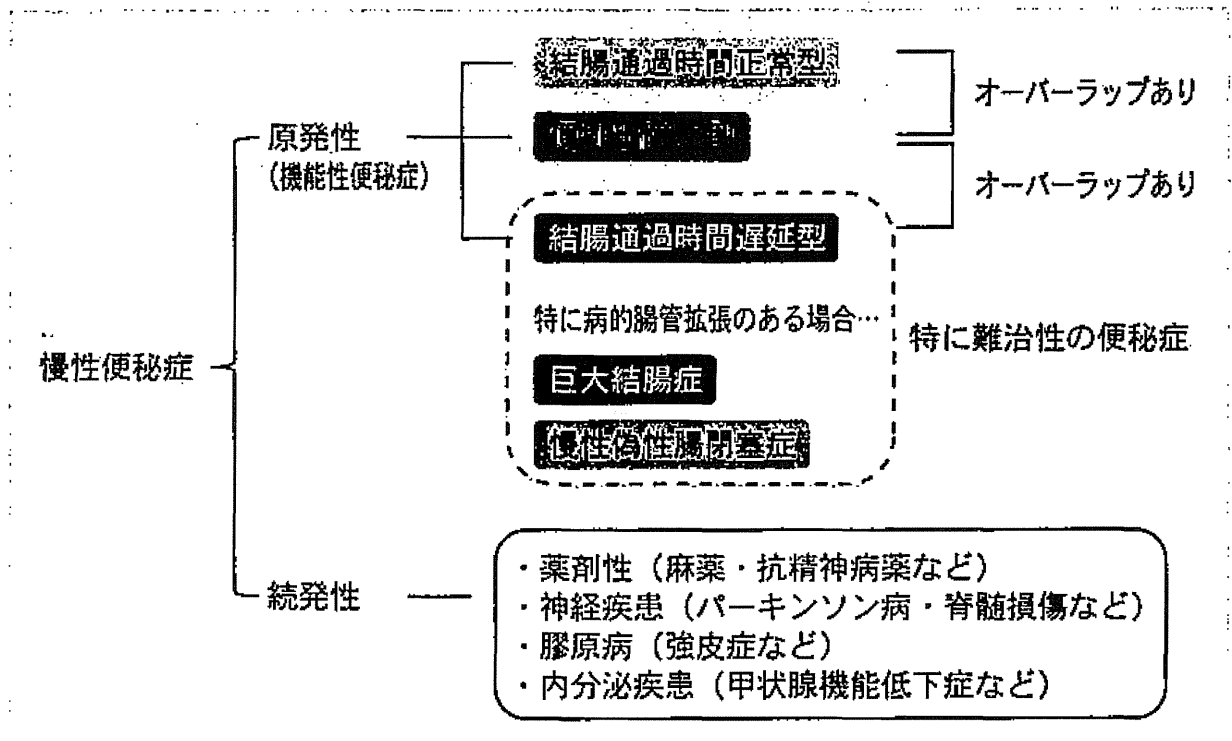 結腸通過時間正常型
オーバーラップあり
原発性
(機能性便秘症)
オーバーラップあり
結腸通過時間遅延型
特に病的腸管拡張のある場合…
特に難治性の便秘症
慢性便秘症
巨大結腸症
慢性偽性腸閉塞症
続発性
・薬剤性(麻薬・抗精神病薬など)
・神経疾患(パーキンソン病・脊髄損傷など)
・膠原病(強皮症など)
・内分泌疾患(甲状腺機能低下症など)